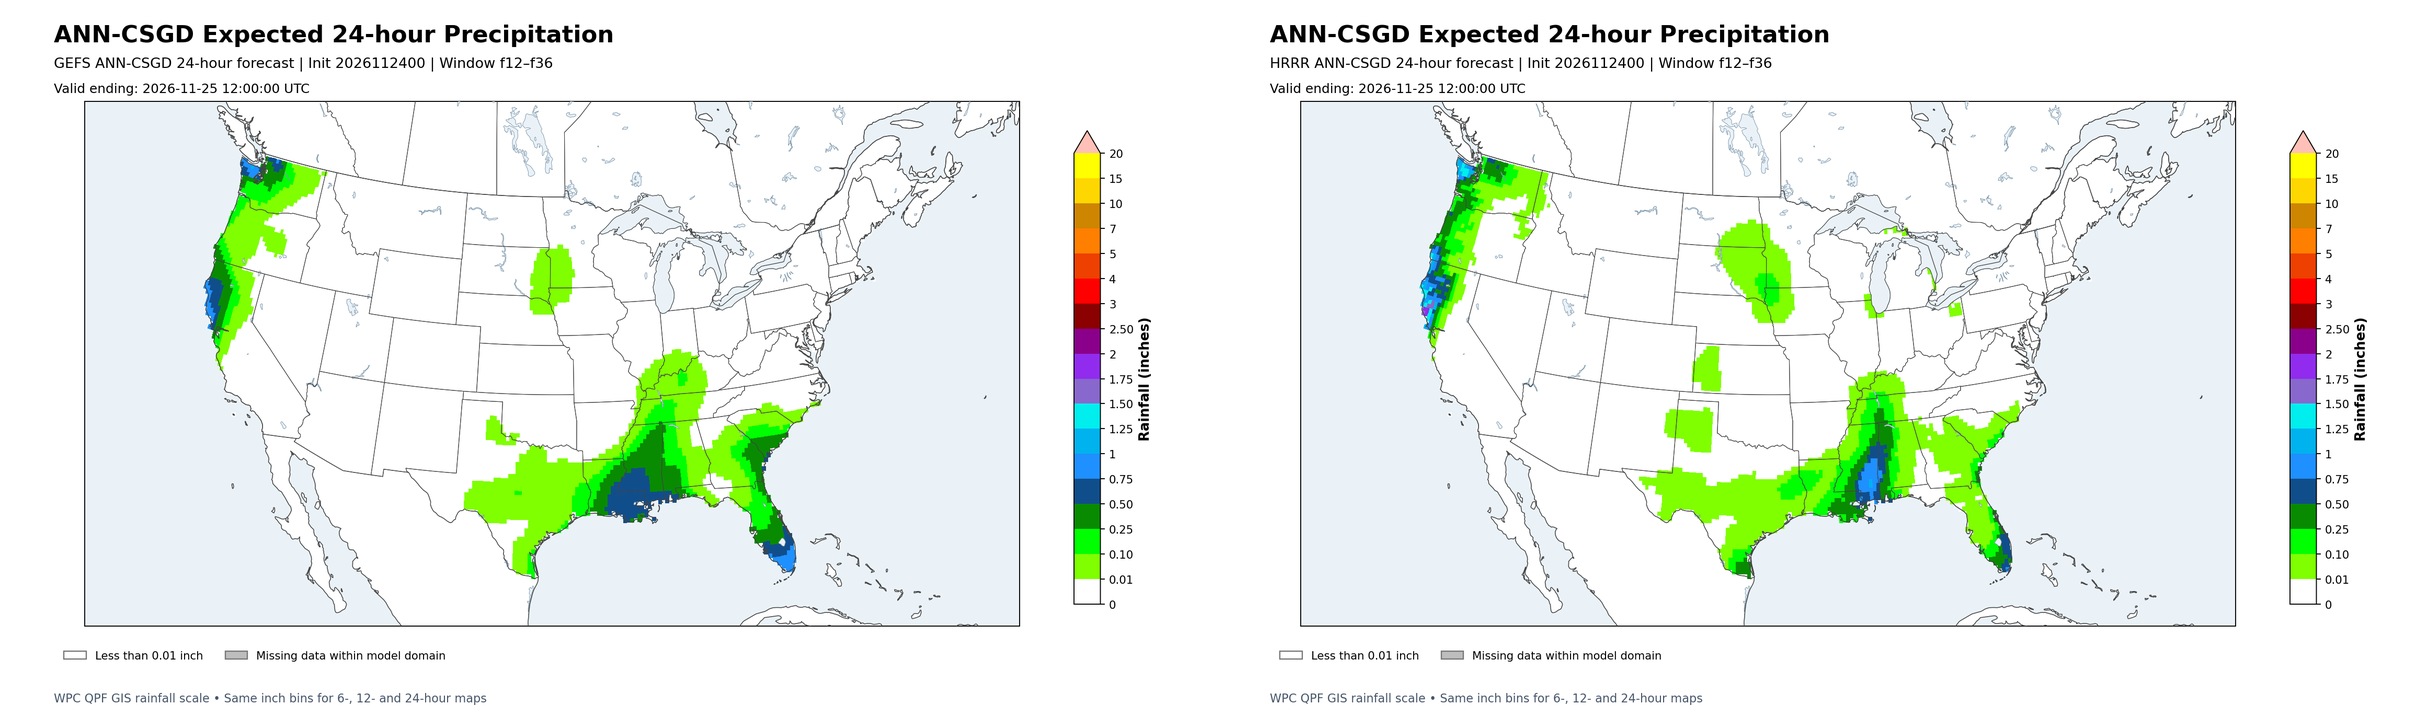 ANN-CSGD Expected 24-hour Precipitation
GEFS ANN-CSGD 24-hour forecast | Init 2026112400 | Window f12–f36
Valid ending: 2026-11-25 12:00:00 UTC
20
15
10
7
5
4
3
2.50
2
1.75
1.50
1.25
1
0.75
0.50
0.25
0.10
0.01
0
Rainfall (inches)
Less than 0.01 inch
Missing data within model domain
WPC QPF GIS rainfall scale • Same inch bins for 6-, 12- and 24-hour maps
ANN-CSGD Expected 24-hour Precipitation
HRRR ANN-CSGD 24-hour forecast | Init 2026112400 | Window f12–f36
Valid ending: 2026-11-25 12:00:00 UTC
20
15
10
7
5
4
3
2.50
2
1.75
1.50
1.25
1
0.75
0.50
0.25
0.10
0.01
0
Rainfall (inches)
Less than 0.01 inch
Missing data within model domain
WPC QPF GIS rainfall scale • Same inch bins for 6-, 12- and 24-hour maps